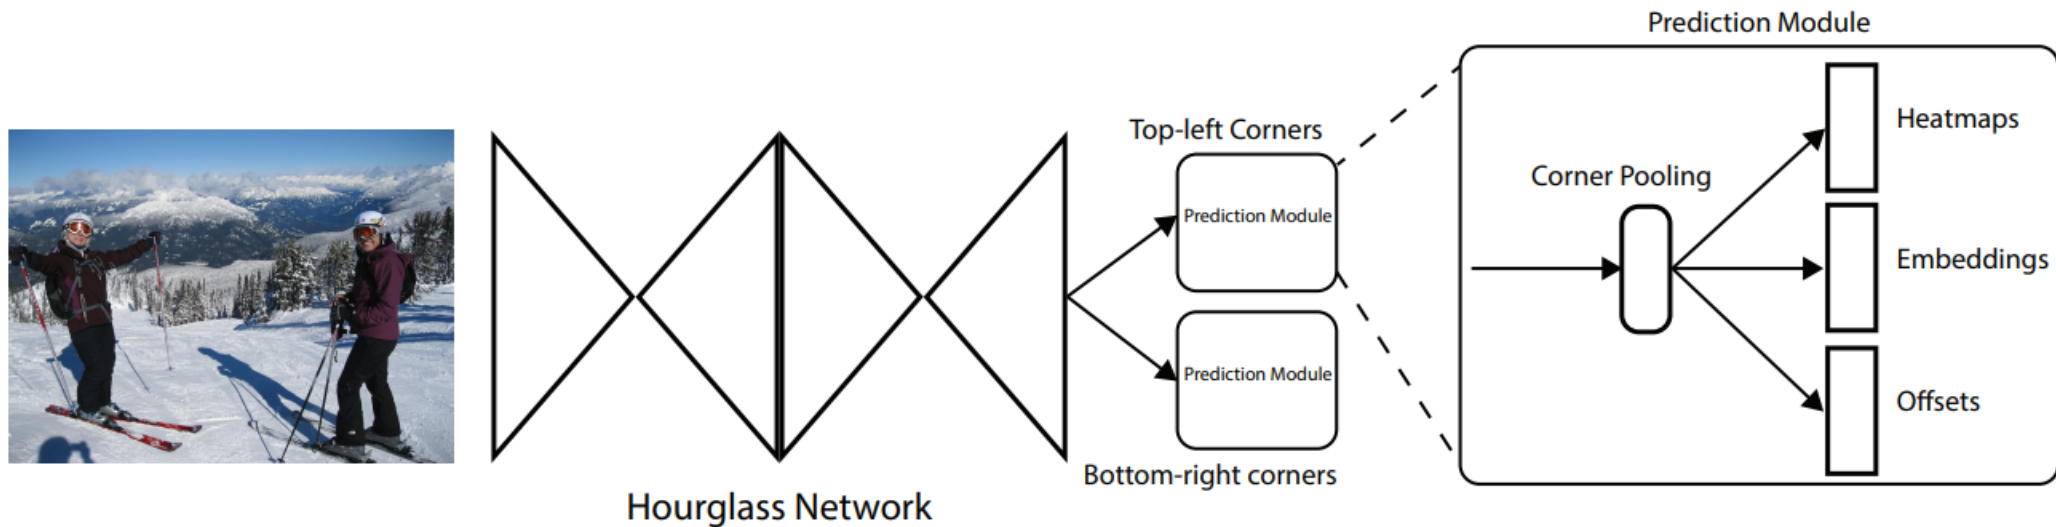 Prediction Module
Top-left Corners
Heatmaps
Corner Pooling
Prediction Module
Embeddings
Prediction Module
Offsets
Bottom-right corners
Hourglass Network